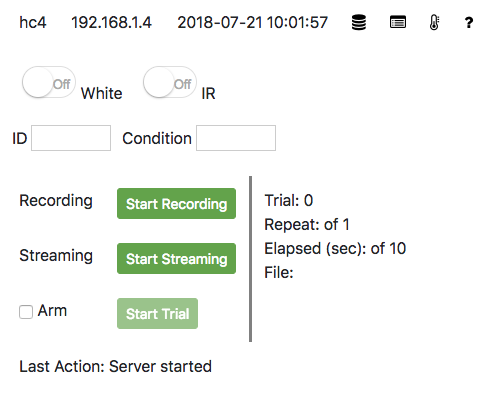 hc4 192.168.1.4 2018-07-21 10:01:57 ?
Off White Off IR
ID Condition
Recording Start Recording
Streaming Start Streaming
Arm Start Trial
Trial: 0
Repeat: of 1
Elapsed (sec): of 10
File:
Last Action: Server started